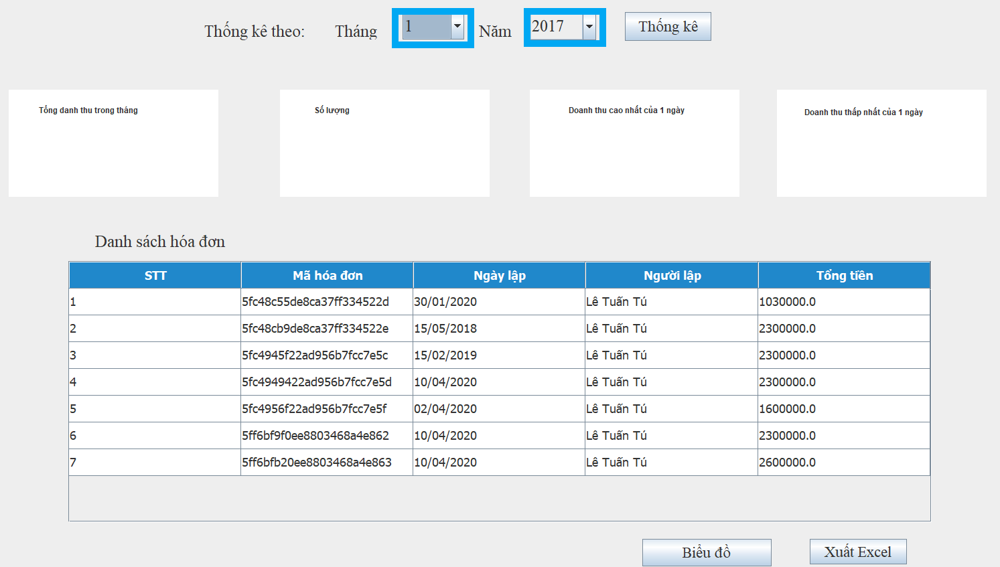 Thống kê theo: Tháng 1 Năm 2017 Thống kê
Tổng danh thu trong tháng
Số lượng
Doanh thu cao nhất của 1 ngày
Doanh thu thấp nhất của 1 ngày
Danh sách hóa đơn
STT Mã hóa đơn Ngày lập Người lập Tổng tiền
1 5fc48c55de8ca37ff334522d 30/01/2020 Lê Tuấn Tú 1030000.0
2 5fc48cb9de8ca37ff334522e 15/05/2018 Lê Tuấn Tú 2300000.0
3 5fc4945f22ad956b7fcc7e5c 15/02/2019 Lê Tuấn Tú 2300000.0
4 5fc4949422ad956b7fcc7e5d 10/04/2020 Lê Tuấn Tú 2300000.0
5 5fc4956f22ad956b7fcc7e5f 02/04/2020 Lê Tuấn Tú 1600000.0
6 5ff6bf9f0ee8803468a4e862 10/04/2020 Lê Tuấn Tú 2300000.0
7 5ff6bfb20ee8803468a4e863 10/04/2020 Lê Tuấn Tú 2600000.0
Biểu đồ Xuất Excel